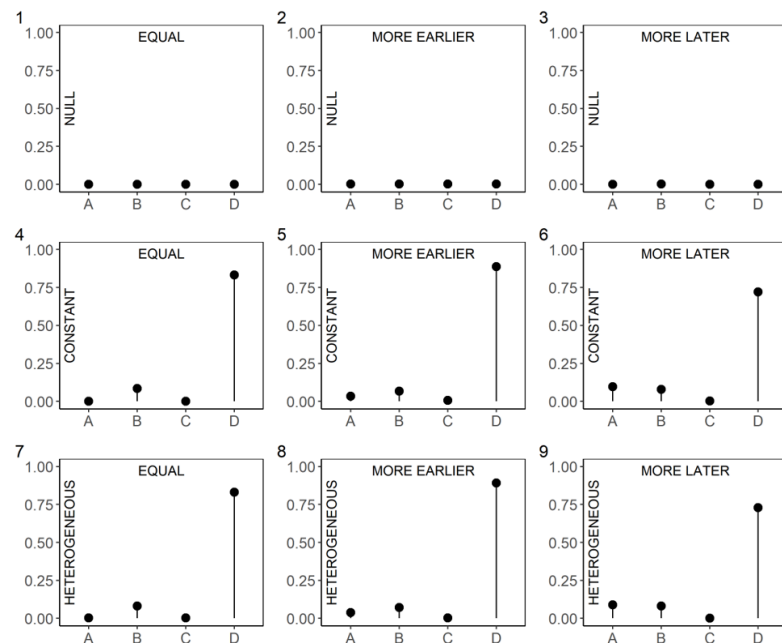 1 2 3
EQUAL MORE EARLIER MORE LATER
1.00 1.00 1.00
0.75 0.75 0.75
0.50 0.50 0.50
0.25 0.25 0.25
0.00 0.00 0.00
NULL NULL NULL
A B C D A B C D A B C D
4 5 6
EQUAL MORE EARLIER MORE LATER
1.00 1.00 1.00
0.75 0.75 0.75
0.50 0.50 0.50
0.25 0.25 0.25
0.00 0.00 0.00
CONSTANT CONSTANT CONSTANT
A B C D A B C D A B C D
7 8 9
EQUAL MORE EARLIER MORE LATER
1.00 1.00 1.00
0.75 0.75 0.75
0.50 0.50 0.50
0.25 0.25 0.25
0.00 0.00 0.00
HETEROGENEOUS HETEROGENEOUS HETEROGENEOUS
A B C D A B C D A B C D